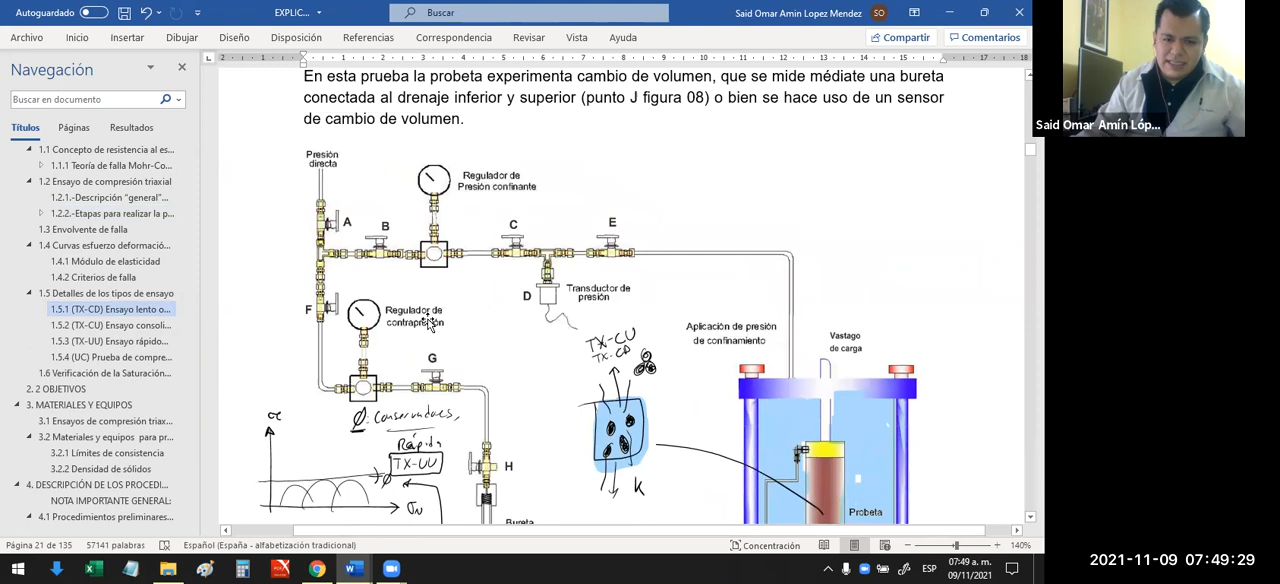 Autoguardado
EXPLIC...
Buscar
Said Omar Amin Lopez Mendez
SO
Archivo
Inicio
Insertar
Dibujar
Diseño
Disposición
Referencias
Correspondencia
Revisar
Vista
Ayuda
Compartir
Comentarios
Navegación
Buscar en documento
Títulos
Páginas
Resultados
1.1 Concepto de resistencia al es...
1.1.1 Teoría de falla Mohr-Co...
1.2 Ensayo de compresión triaxial
1.2.1.-Descripción "general"...
1.2.2.-Etapas para realizar la p...
1.3 Envolvente de falla
1.4 Curvas esfuerzo deformació...
1.4.1 Módulo de elasticidad
1.4.2 Criterios de falla
1.5 Detalles de los tipos de ensayo
1.5.1 (TX-CD) Ensayo lento o...
1.5.2 (TX-CU) Ensayo consoli...
1.5.3 (TX-UU) Ensayo rápido...
1.5.4 (UC) Prueba de compre...
1.6 Verificación de la Saturación...
2. 2 OBJETIVOS
3. MATERIALES Y EQUIPOS
3.1 Ensayos de compresión triax...
3.2 Materiales y equipos para pr...
3.2.1 Límites de consistencia
3.2.2 Densidad de sólidos
4. DESCRIPCIÓN DE LOS PROCEDI...
NOTA IMPORTANTE GENERAL:
4.1 Procedimientos preliminares...
En esta prueba la probeta experimenta cambio de volumen, que se mide médiate una bureta
conectada al drenaje inferior y superior (punto J figura 08) o bien se hace uso de un sensor
de cambio de volumen.
Presión
directa
Regulador de
Presión confinante
A
B
C
E
D
Transductor de
presión
F
Regulador de
contrapresión
G
H
Bureta
Aplicación de presión
de confinamiento
Vastago
de carga
Probeta
TX-CU
TX-CD
K
Ø: Conservadores,
Rápida
TX-UU
Said Omar Amín Lóp...
Página 21 de 135
57141 palabras
Español (España - alfabetización tradicional)
Concentración
140%
ESP
07:49 a. m.
09/11/2021
2021-11-09 07:49:29